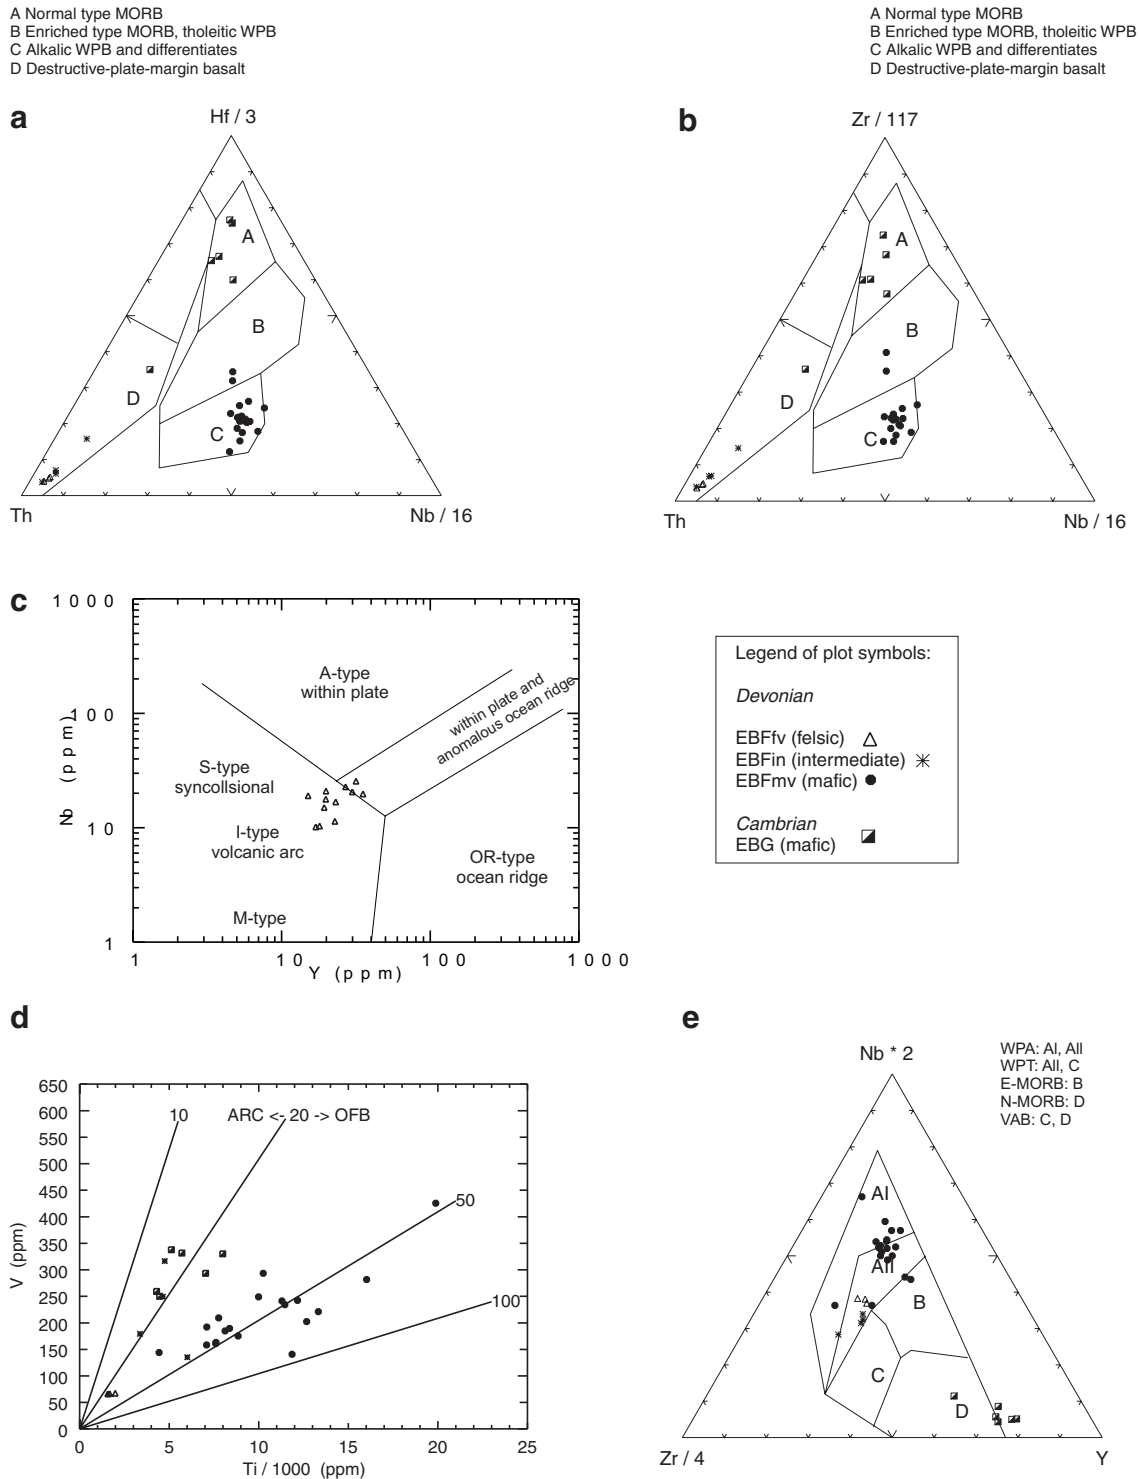 A Normal type MORB
B Enriched type MORB, tholeitic WPB
C Alkalic WPB and differentiates
D Destructive-plate-margin basalt
A Normal type MORB
B Enriched type MORB, tholeitic WPB
C Alkalic WPB and differentiates
D Destructive-plate-margin basalt
a
Hf / 3
A
B
C
D
Th
Nb / 16
b
Zr / 117
A
B
C
D
Th
Nb / 16
c
1000
100
10
1
Nb (ppm)
A-type
within plate
within plate and
anomalous ocean ridge
S-type
syncollsional
I-type
volcanic arc
OR-type
ocean ridge
M-type
1
10
100
1000
Y (ppm)
Legend of plot symbols:
Devonian
EBFfv (felsic)
EBFin (intermediate)
EBFmv (mafic)
Cambrian
EBG (mafic)
d
650
600
550
500
450
400
350
300
250
200
150
100
50
0
V (ppm)
10
ARC <- 20 -> OFB
50
100
0
5
10
15
20
25
Ti / 1000 (ppm)
e
Nb * 2
WPA: AI, AII
WPT: AII, C
E-MORB: B
N-MORB: D
VAB: C, D
AI
AII
B
C
D
Zr / 4
Y